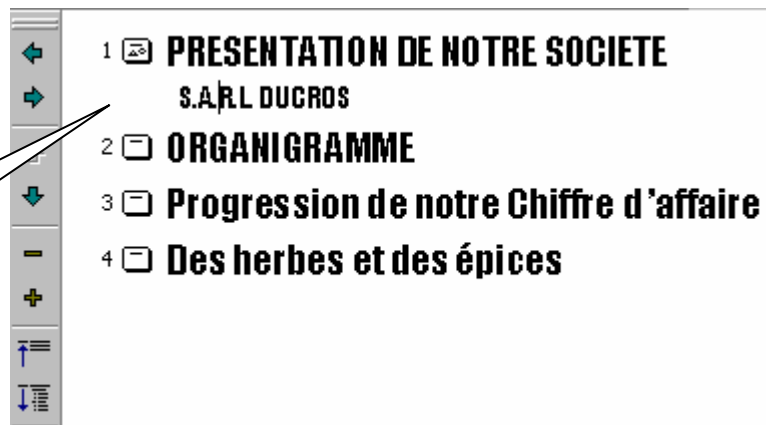 1 PRESENTATION DE NOTRE SOCIETE
S.A.R.L DUCROS
2 ORGANIGRAMME
3 Progression de notre Chiffre d'affaire
4 Des herbes et des épices